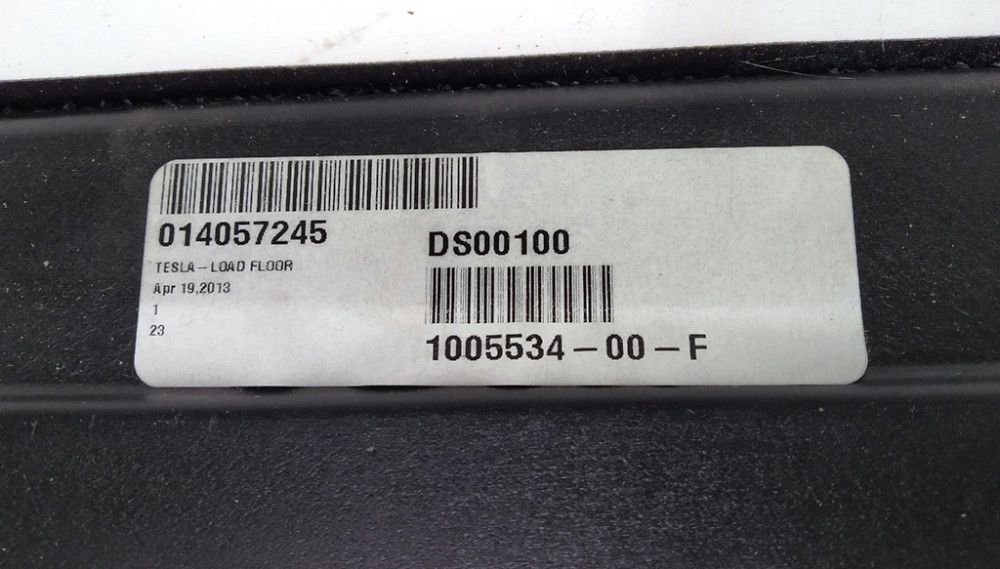 014057245
TESLA - LOAD FLOOR
Apr 19,2013
1
23
DS00100
1005534 - 00 - F